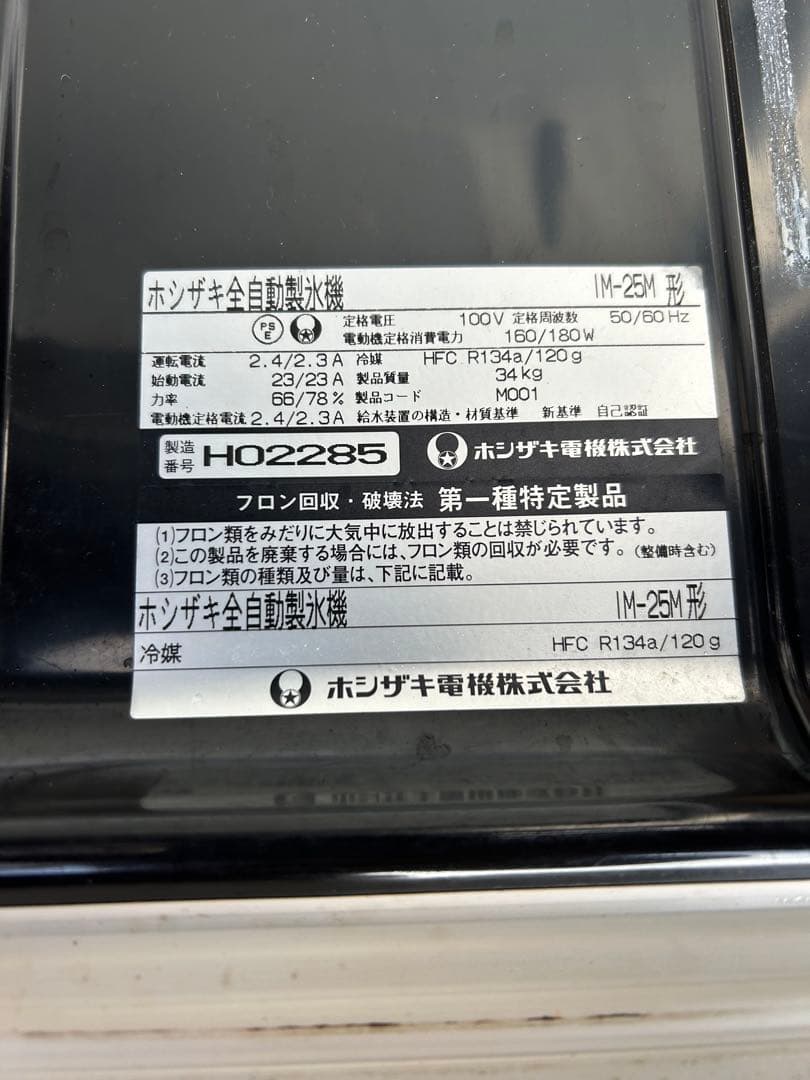 ホシザキ全自動製氷機 IM-25M 形
PS E 定格電圧 100V 定格周波数 50/60Hz
電動機定格消費電力 160/180W
運転電流 2.4/2.3A 冷媒 HFC R134a/120g
始動電流 23/23A 製品質量 34kg
力率 66/78% 製品コード M001
電動機定格電流 2.4/2.3A 給水装置の構造・材質基準 新基準 自己認証
製造番号 H02285 ホシザキ電機株式会社
フロン回収・破壊法 第一種特定製品
(1)フロン類をみだりに大気中に放出することは禁じられています。
(2)この製品を廃棄する場合には、フロン類の回収が必要です。(整備時含む)
(3)フロン類の種類及び量は、下記に記載。
ホシザキ全自動製氷機 IM-25M 形
冷媒 HFC R134a/120g
ホシザキ電機株式会社